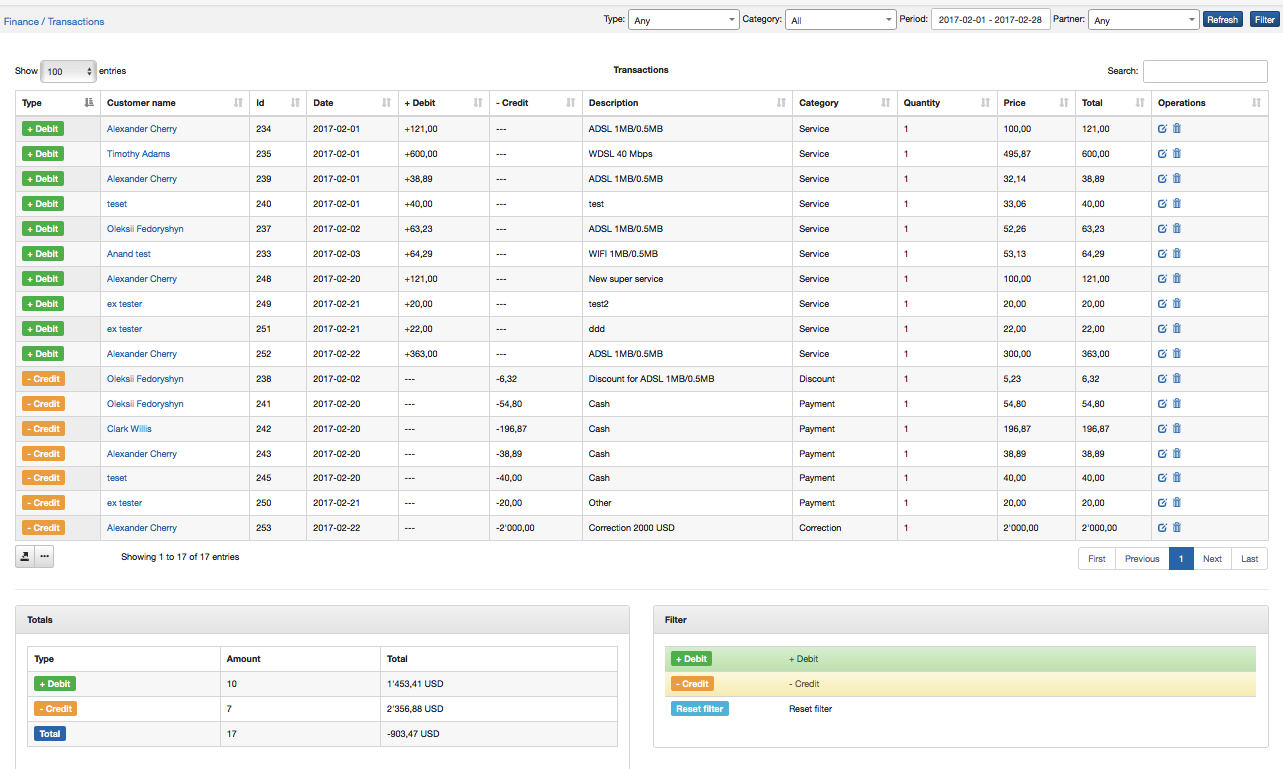 Finance / Transactions Type: Any Category: All Period: 2017-02-01 - 2017-02-28 Partner: Any Refresh Filter
Show 100 entries Transactions Search:
Type Customer name Id Date + Debit - Credit Description Category Quantity Price Total Operations
+ Debit Alexander Cherry 234 2017-02-01 +121,00 --- ADSL 1MB/0.5MB Service 1 100,00 121,00
+ Debit Timothy Adams 235 2017-02-01 +600,00 --- WDSL 40 Mbps Service 1 495,87 600,00
+ Debit Alexander Cherry 239 2017-02-01 +38,89 --- ADSL 1MB/0.5MB Service 1 32,14 38,89
+ Debit teset 240 2017-02-01 +40,00 --- test Service 1 33,06 40,00
+ Debit Oleksii Fedoryshyn 237 2017-02-02 +63,23 --- ADSL 1MB/0.5MB Service 1 52,26 63,23
+ Debit Anand test 233 2017-02-03 +64,29 --- WIFI 1MB/0.5MB Service 1 53,13 64,29
+ Debit Alexander Cherry 248 2017-02-20 +121,00 --- New super service Service 1 100,00 121,00
+ Debit ex tester 249 2017-02-21 +20,00 --- test2 Service 1 20,00 20,00
+ Debit ex tester 251 2017-02-21 +22,00 --- ddd Service 1 22,00 22,00
+ Debit Alexander Cherry 252 2017-02-22 +363,00 --- ADSL 1MB/0.5MB Service 1 300,00 363,00
- Credit Oleksii Fedoryshyn 238 2017-02-02 --- -6,32 Discount for ADSL 1MB/0.5MB Discount 1 5,23 6,32
- Credit Oleksii Fedoryshyn 241 2017-02-20 --- -54,80 Cash Payment 1 54,80 54,80
- Credit Clark Willis 242 2017-02-20 --- -196,87 Cash Payment 1 196,87 196,87
- Credit Alexander Cherry 243 2017-02-20 --- -38,89 Cash Payment 1 38,89 38,89
- Credit teset 245 2017-02-20 --- -40,00 Cash Payment 1 40,00 40,00
- Credit ex tester 250 2017-02-21 --- -20,00 Other Payment 1 20,00 20,00
- Credit Alexander Cherry 253 2017-02-22 --- -2'000,00 Correction 2000 USD Correction 1 2'000,00 2'000,00
Showing 1 to 17 of 17 entries First Previous 1 Next Last
Totals
Type Amount Total
+ Debit 10 1'453,41 USD
- Credit 7 2'356,88 USD
Total 17 -903,47 USD
Filter
+ Debit + Debit
- Credit - Credit
Reset filter Reset filter